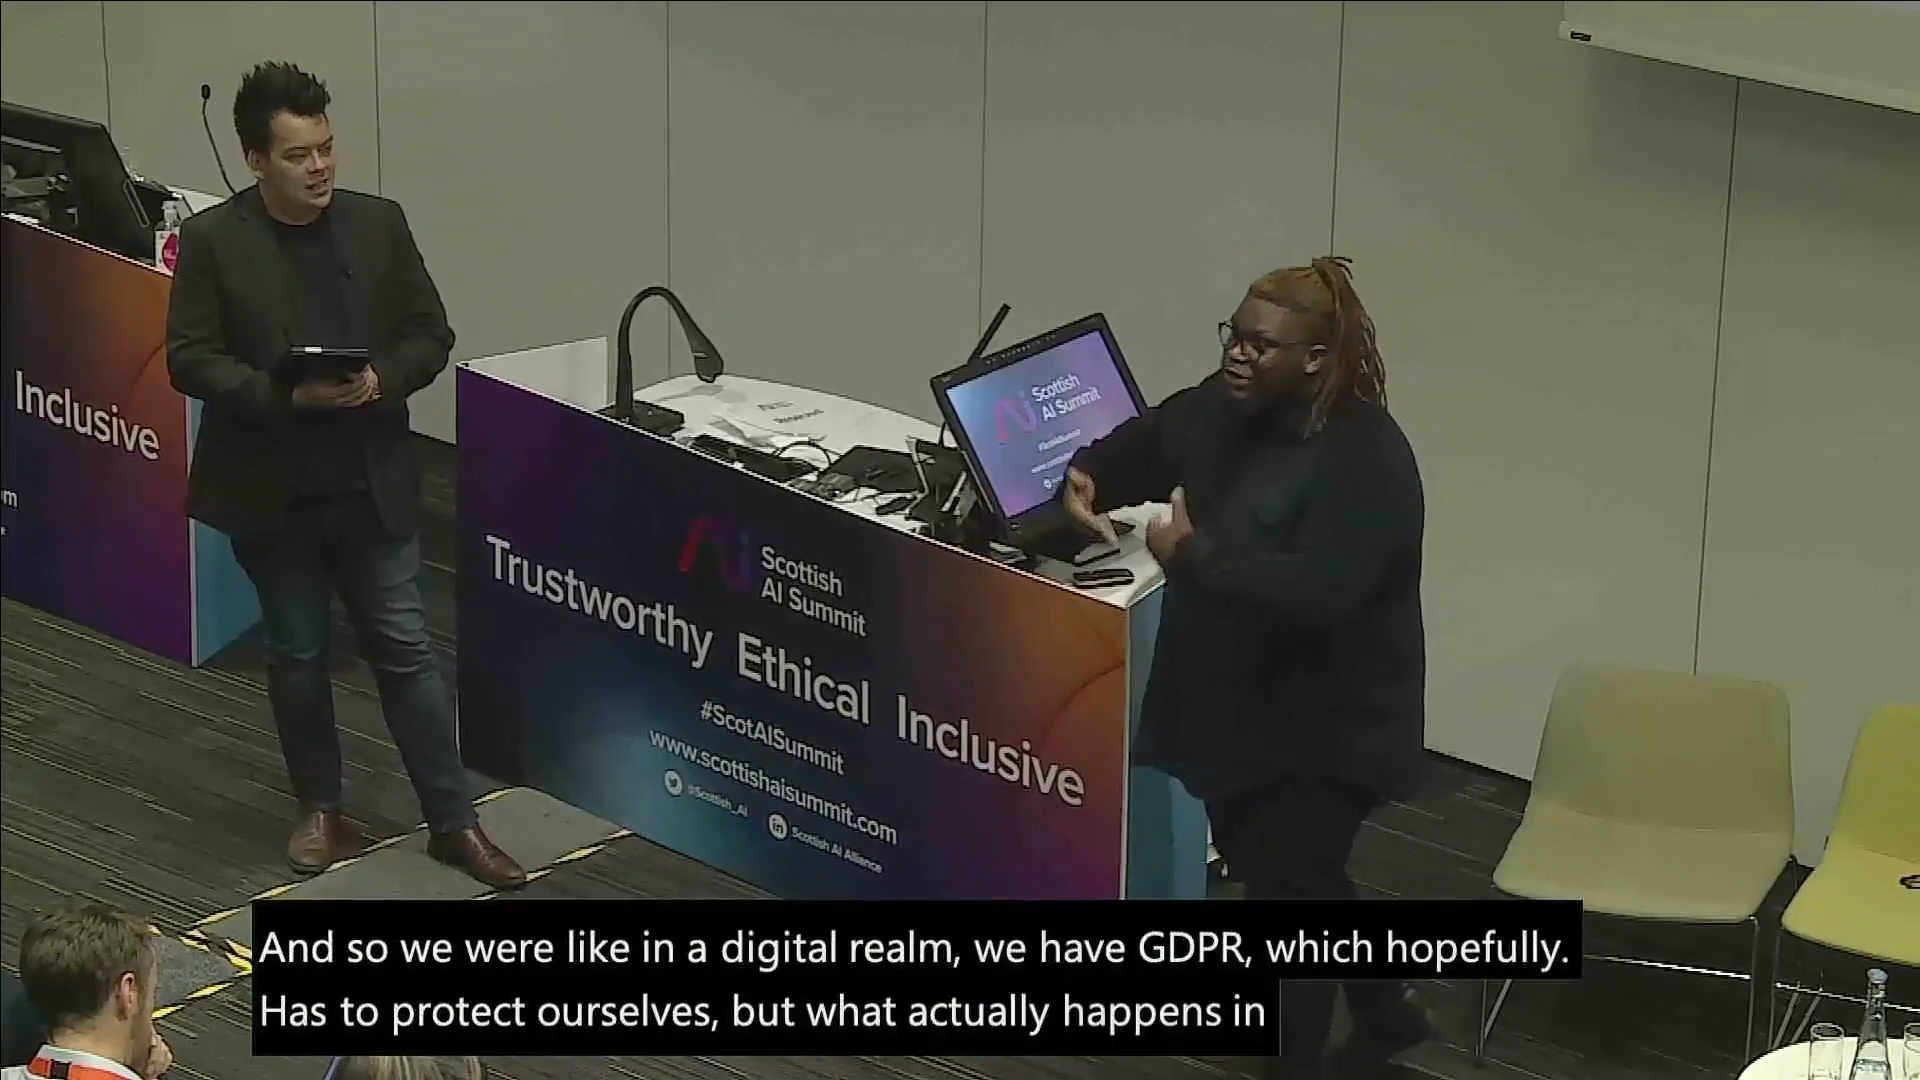 Inclusive
Scottish
AI Summit
Scottish
AI Summit
Trustworthy Ethical Inclusive
#ScotAISummit
www.scottishaisummit.com
@Scottish_AI
in Scottish AI Alliance
And so we were like in a digital realm, we have GDPR, which hopefully.
Has to protect ourselves, but what actually happens in